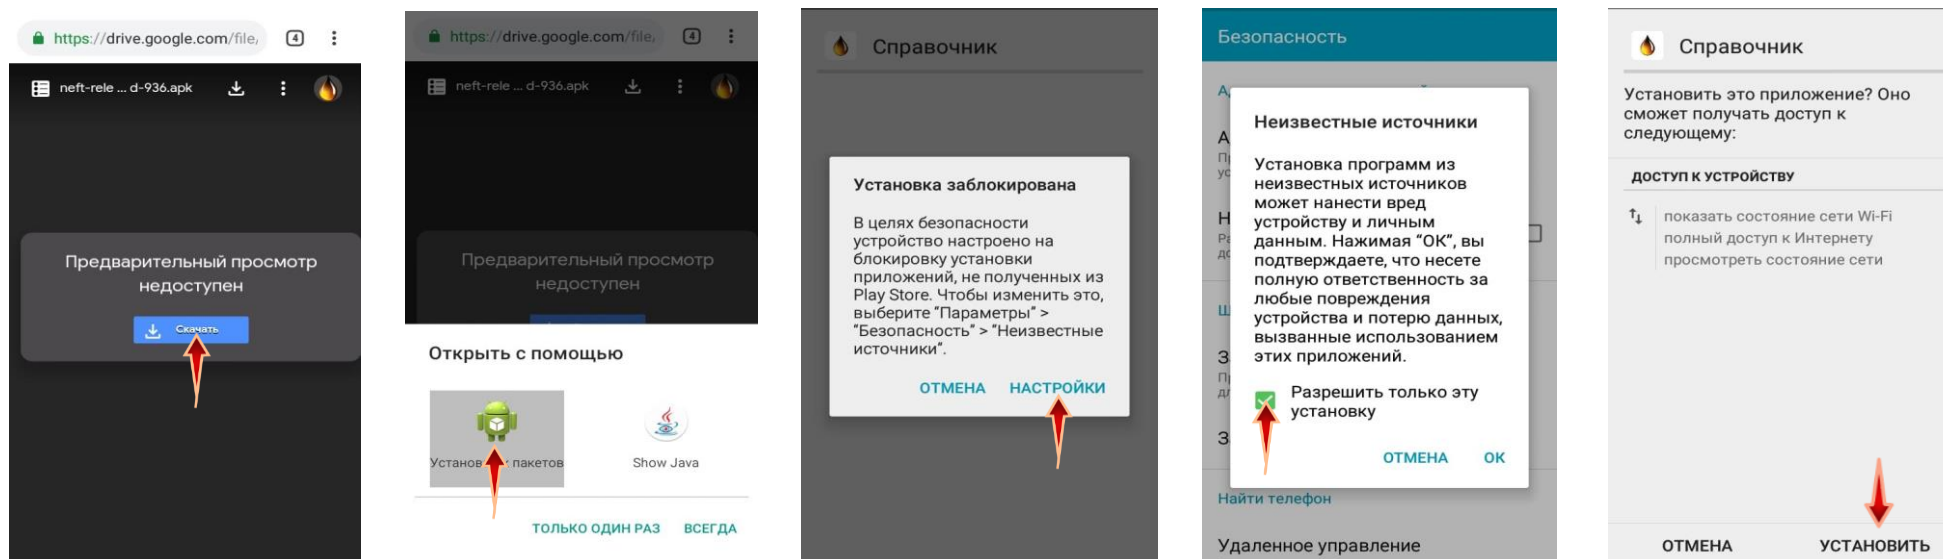 https://drive.google.com/file,
4
neft-rele ... d-936.apk
Предварительный просмотр
недоступен
Скачать
https://drive.google.com/file,
4
neft-rele ... d-936.apk
Предварительный просмотр
недоступен
Открыть с помощью
пакетов
Show Java
ТОЛЬКО ОДИН РАЗ ВСЕГДА
Справочник
Установка заблокирована
В целях безопасности
устройство настроено на
блокировку установки
приложений, не полученных из
Play Store. Чтобы изменить это,
выберите "Параметры" >
"Безопасность" > "Неизвестные
источники".
ОТМЕНА НАСТРОЙКИ
Безопасность
Неизвестные источники
Установка программ из
неизвестных источников
может нанести вред
устройству и личным
данным. Нажимая “ОК”, вы
подтверждаете, что несете
полную ответственность за
любые повреждения
устройства и потерю данных,
вызванные использованием
этих приложений.
Разрешить только эту
установку
ОТМЕНА ОК
Найти телефон
Удаленное управление
Справочник
Установить это приложение? Оно
сможет получать доступ к
следующему:
ДОСТУП К УСТРОЙСТВУ
показать состояние сети Wi-Fi
полный доступ к Интернету
просмотреть состояние сети
ОТМЕНА УСТАНОВИТЬ